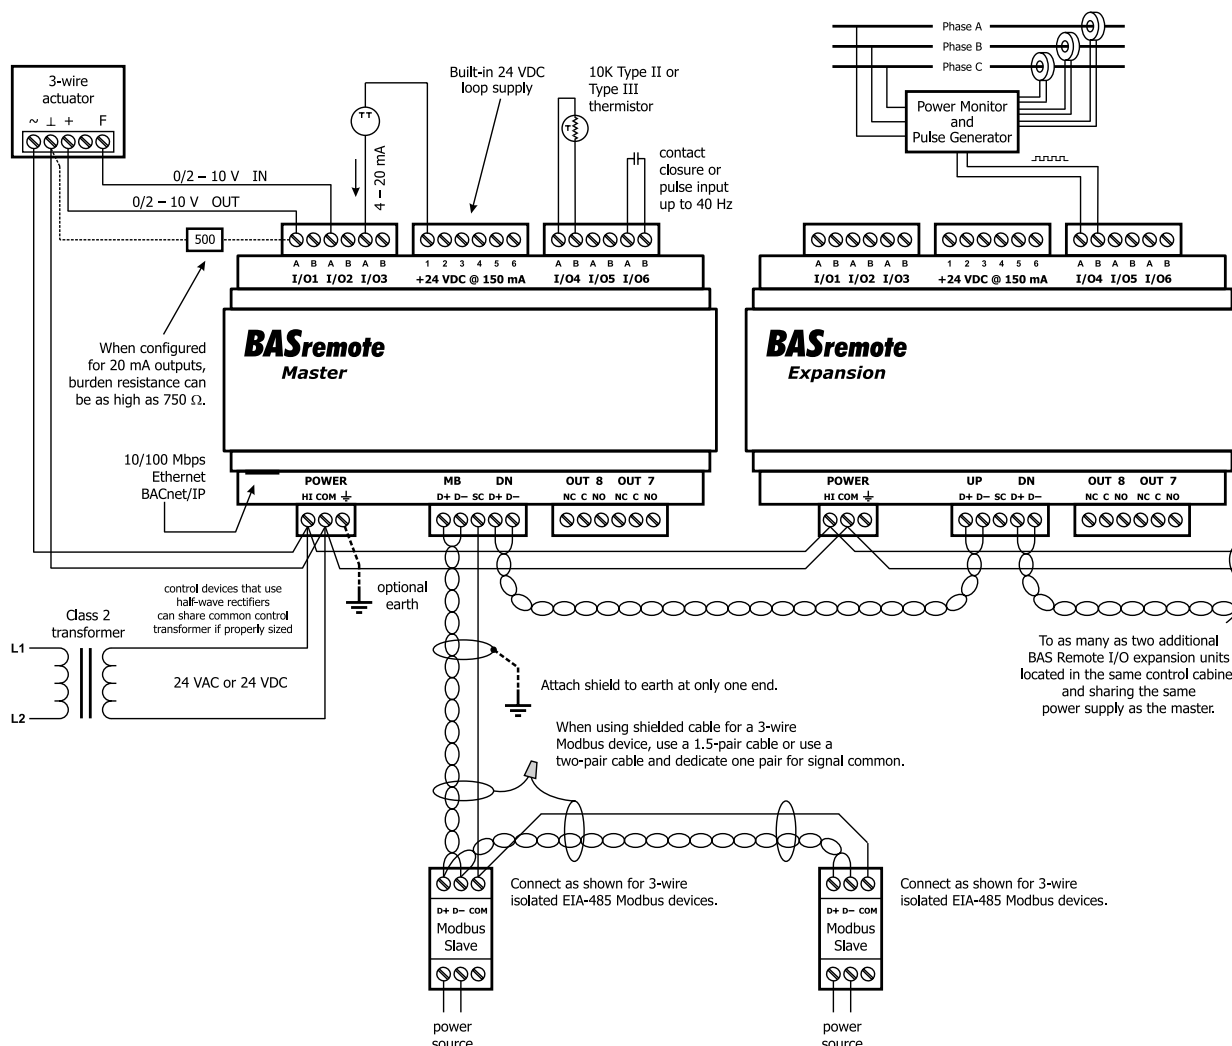 3-wire
actuator
~ ⊥ + F
Built-in 24 VDC
loop supply
10K Type II or
Type III
thermistor
Phase A
Phase B
Phase C
Power Monitor
and
Pulse Generator
TT
T
4 – 20 mA
contact
closure or
pulse input
up to 40 Hz
0/2 – 10 V IN
0/2 – 10 V OUT
500
A B A B A B
I/O1 I/O2 I/O3
1 2 3 4 5 6
+24 VDC @ 150 mA
A B A B A B
I/O4 I/O5 I/O6
A B A B A B
I/O1 I/O2 I/O3
1 2 3 4 5 6
+24 VDC @ 150 mA
A B A B A B
I/O4 I/O5 I/O6
When configured
for 20 mA outputs,
burden resistance can
be as high as 750 Ω.
BASremote
Master
BASremote
Expansion
10/100 Mbps
Ethernet
BACnet/IP
POWER
HI COM
MB DN
D+ D– SC D+ D–
OUT 8 OUT 7
NC C NO NC C NO
POWER
HI COM
UP DN
D+ D– SC D+ D–
OUT 8 OUT 7
NC C NO NC C NO
optional
earth
control devices that use
half-wave rectifiers
can share common control
transformer if properly sized
Class 2
transformer
L1
L2
24 VAC or 24 VDC
To as many as two additional
BAS Remote I/O expansion units
located in the same control cabine
and sharing the same
power supply as the master.
Attach shield to earth at only one end.
When using shielded cable for a 3-wire
Modbus device, use a 1.5-pair cable or use a
two-pair cable and dedicate one pair for signal common.
D+ D– COM
Modbus
Slave
Connect as shown for 3-wire
isolated EIA-485 Modbus devices.
power
source
D+ D– COM
Modbus
Slave
Connect as shown for 3-wire
isolated EIA-485 Modbus devices.
power
source